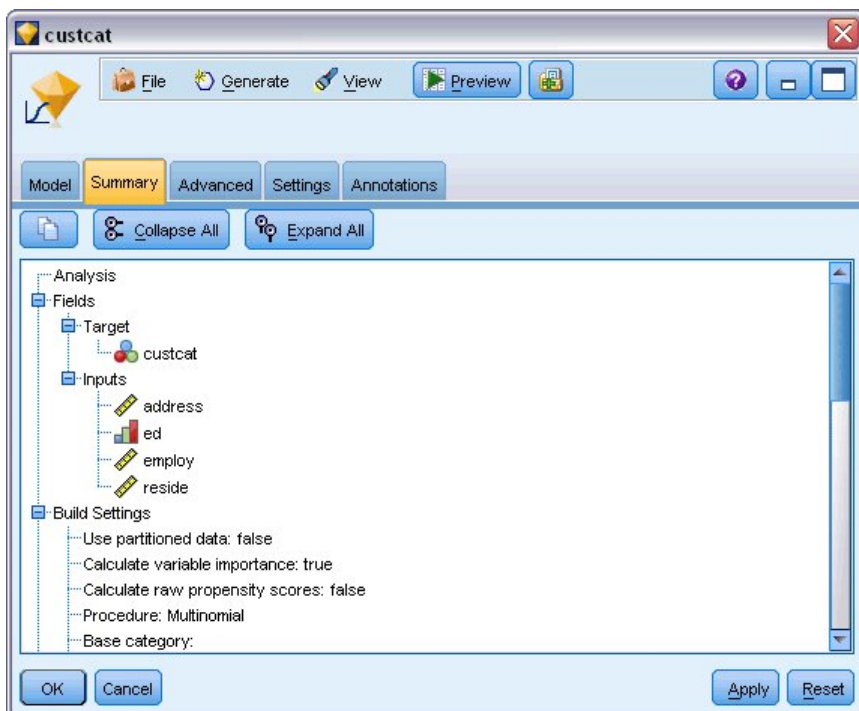 custcat
File Generate View Preview
Model Summary Advanced Settings Annotations
Collapse All Expand All
Analysis
Fields
Target
custcat
Inputs
address
ed
employ
reside
Build Settings
Use partitioned data: false
Calculate variable importance: true
Calculate raw propensity scores: false
Procedure: Multinomial
Base category:
OK Cancel Apply Reset